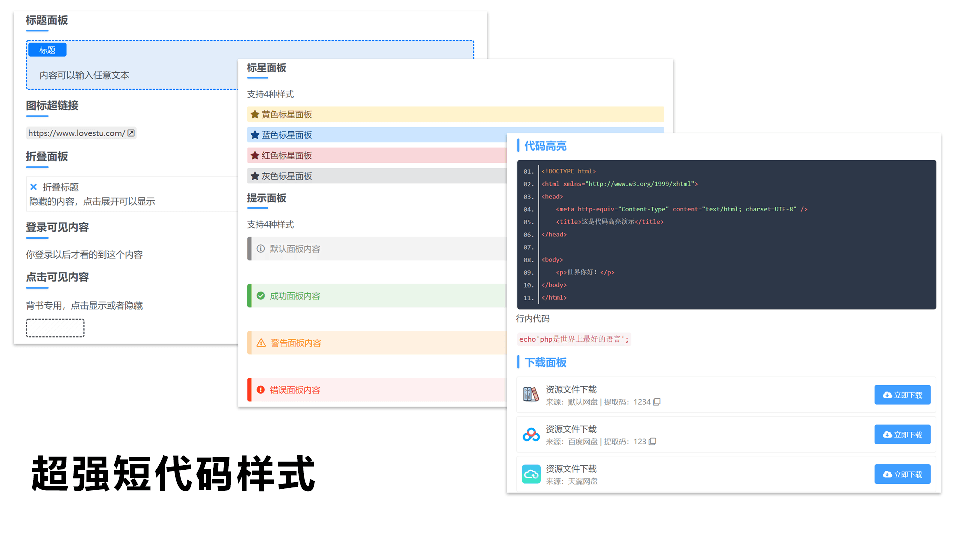 标题面板
标题
内容可以输入任意文本
图标超链接
https://www.lovestu.com/
折叠面板
折叠标题
隐藏的内容，点击展开可以显示
登录可见内容
你登录以后才看的到这个内容
点击可见内容
背书专用，点击显示或者隐藏
标星面板
支持4种样式
黄色标星面板
蓝色标星面板
红色标星面板
灰色标星面板
提示面板
支持4种样式
默认面板内容
成功面板内容
警告面板内容
错误面板内容
代码高亮
01. <!DOCTYPE html>
02. <html xmlns="http://www.w3.org/1999/xhtml">
03. <head>
04. <meta http-equiv="Content-Type" content="text/html; charset=UTF-8" />
05. <title>这是代码高亮演示</title>
06. </head>
07.
08. <body>
09. <p>世界你好！</p>
10. </body>
11. </html>
行内代码
echo'php是世界上最好的语言';
下载面板
资源文件下载
来源：默认网盘 | 提取码：1234
立即下载
资源文件下载
来源：百度网盘 | 提取码：123
立即下载
资源文件下载
来源：天翼网盘
立即下载
超强短代码样式